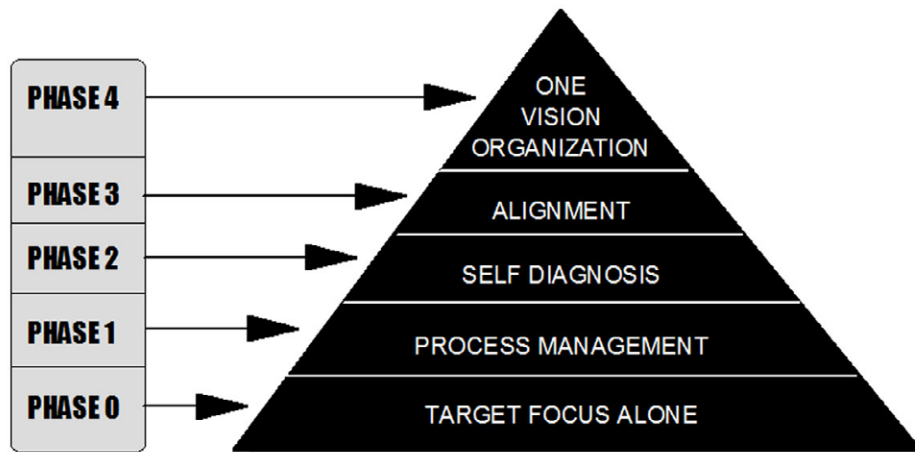 PHASE 4
ONE
VISION
ORGANIZATION
PHASE 3
ALIGNMENT
PHASE 2
SELF DIAGNOSIS
PHASE 1
PROCESS MANAGEMENT
PHASE 0
TARGET FOCUS ALONE